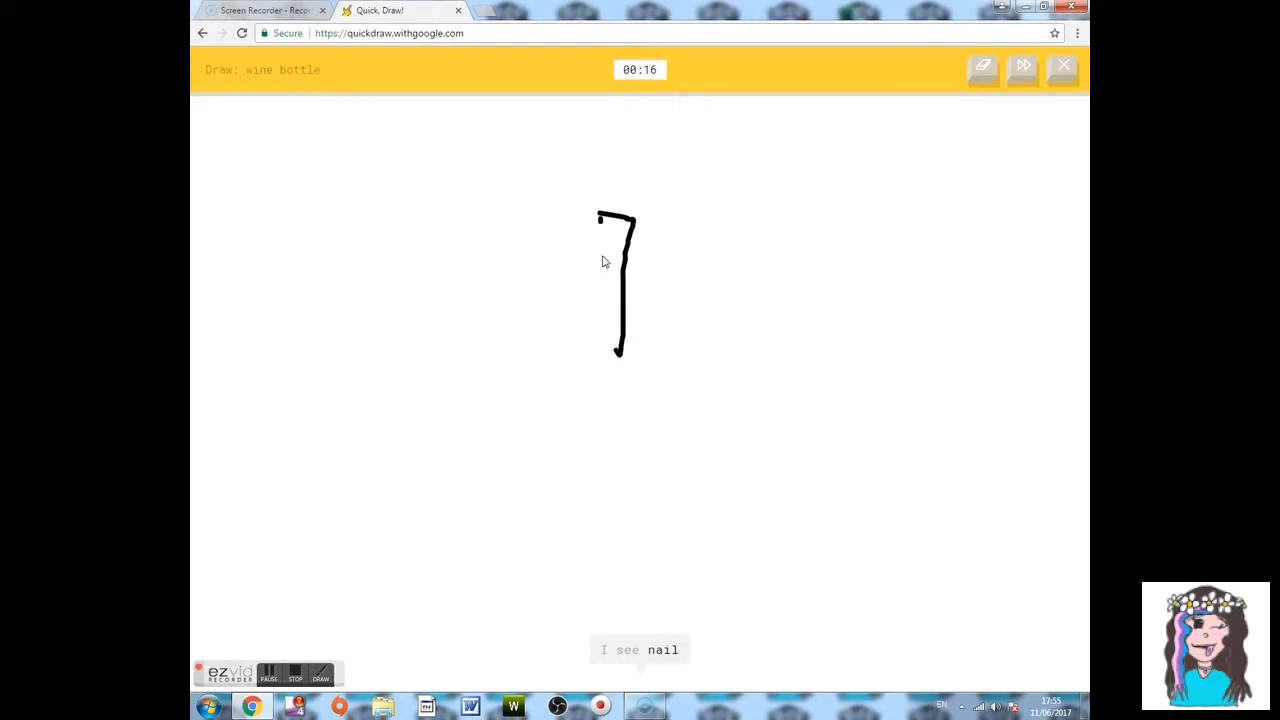 Screen Recorder - Reco
Quick, Draw!
Secure
https://quickdraw.withgoogle.com
Draw: wine bottle
00:16
I see nail
ezvid
RECORDER
PAUSE
STOP
DRAW
W
W
EN
17:55
11/06/2017